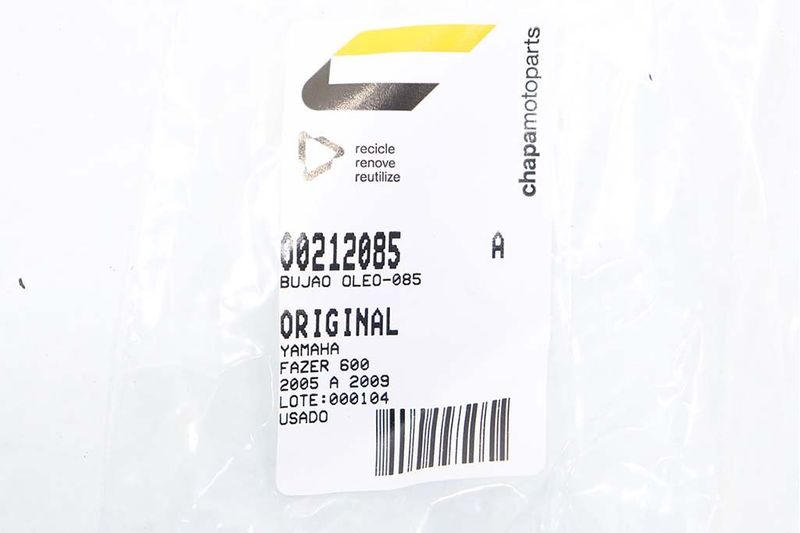 chapamotoparts
recicle
renove
reutilize
00212085 A
BUJAO OLEO-085
ORIGINAL
YAMAHA
FAZER 600
2005 A 2009
LOTE:000104
USADO